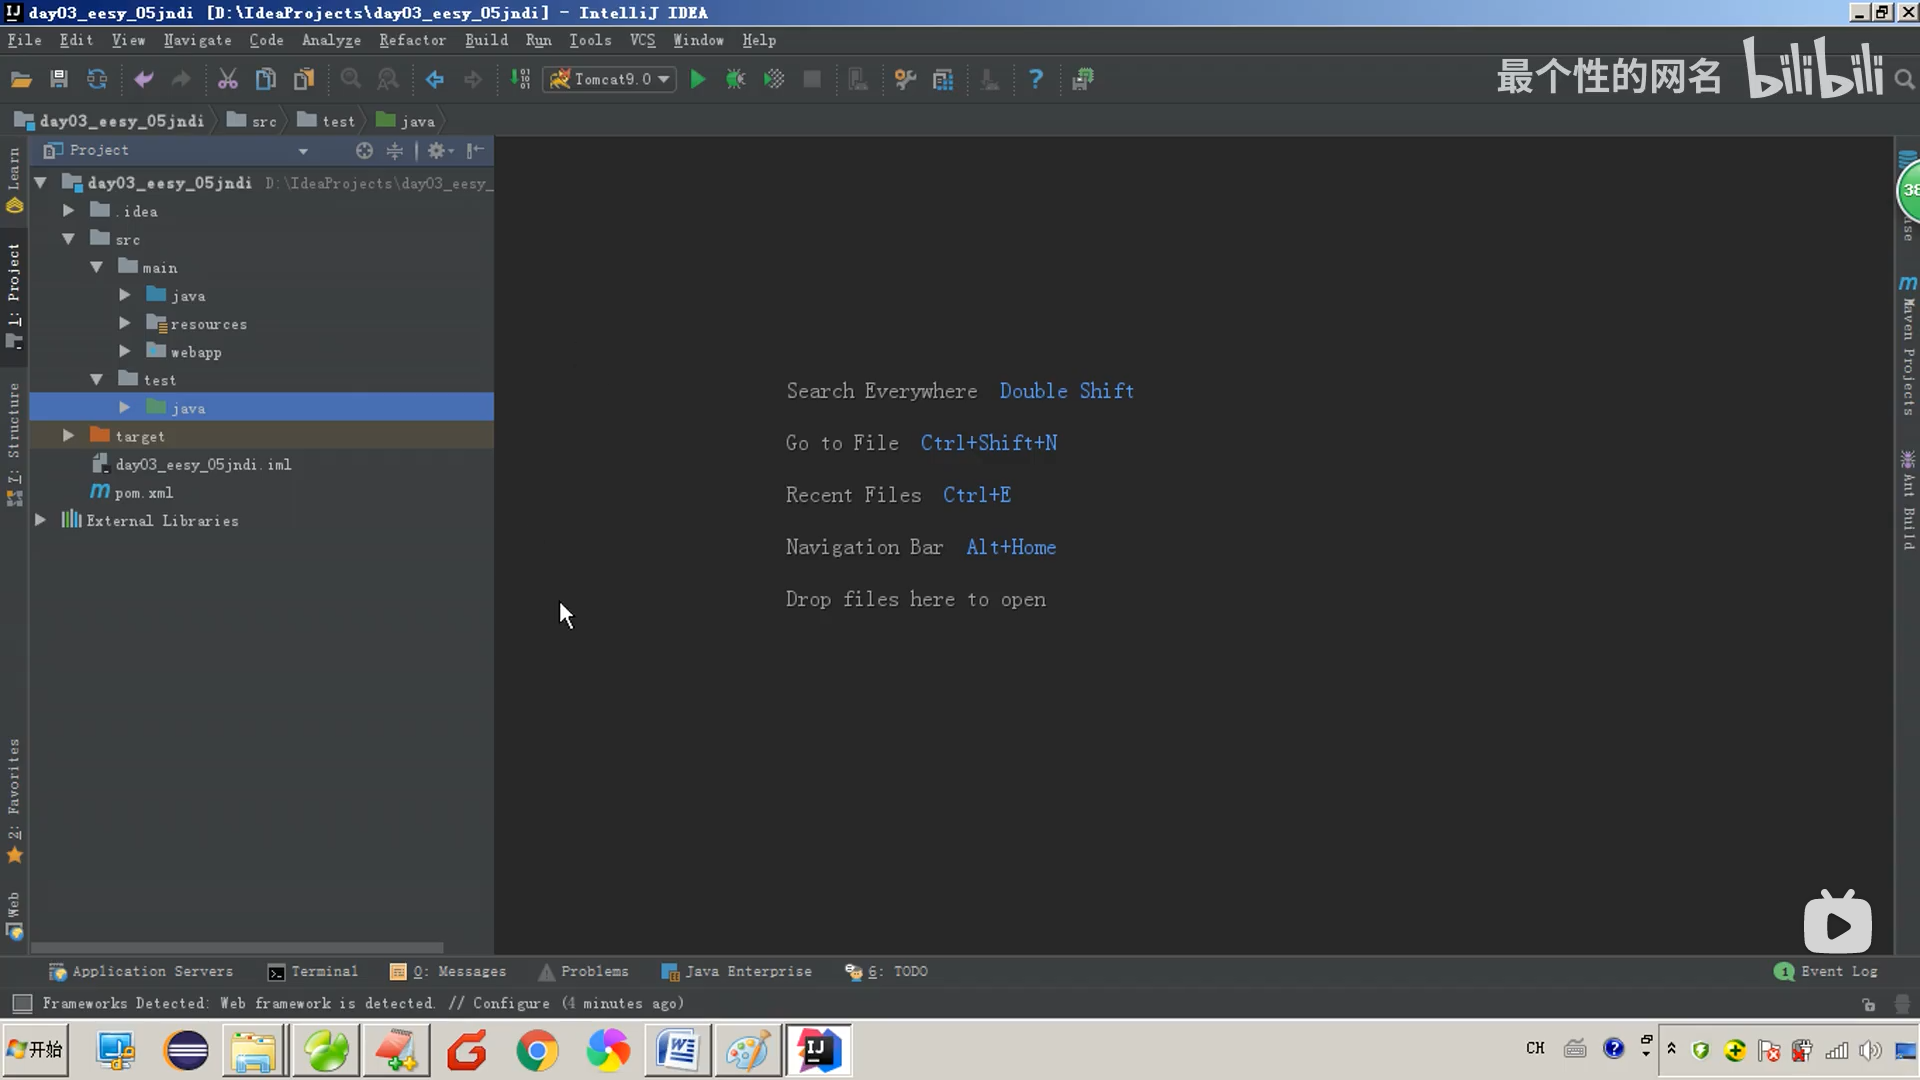 day03_eesy_05jndi [D:\IdeaProjects\day03_eesy_05jndi] - IntelliJ IDEA
File Edit View Navigate Code Analyze Refactor Build Run Tools VCS Window Help
Tomcat9.0
最个性的网名 bilibili
day03_eesy_05jndi src test java
Project
day03_eesy_05jndi D:\IdeaProjects\day03_eesy_
.idea
src
main
java
resources
webapp
test
java
target
day03_eesy_05jndi.iml
pom.xml
External Libraries
Learn
1: Project
7: Structure
2: Favorites
Web
Search Everywhere Double Shift
Go to File Ctrl+Shift+N
Recent Files Ctrl+E
Navigation Bar Alt+Home
Drop files here to open
38
Maven Projects
Ant Build
Application Servers Terminal 0: Messages Problems Java Enterprise 6: TODO
1 Event Log
Frameworks Detected: Web framework is detected. // Configure (4 minutes ago)
开始
CH